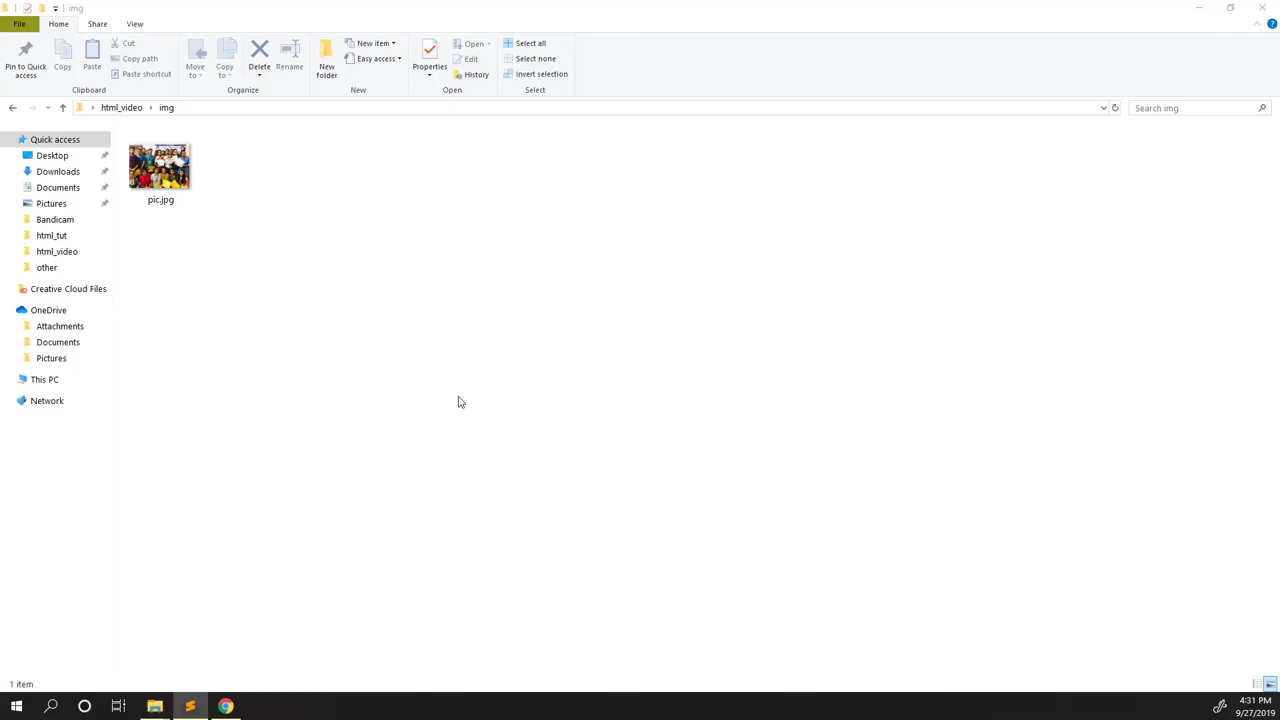 img
File Home Share View
Pin to Quick access
Copy
Paste
Cut
Copy path
Paste shortcut
Clipboard
Move to
Copy to
Delete
Rename
Organize
New folder
New item
Easy access
New
Properties
Open
Edit
History
Open
Select all
Select none
Invert selection
Select
html_video > img
Search img
Quick access
Desktop
Downloads
Documents
Pictures
Bandicam
html_tut
html_video
other
Creative Cloud Files
OneDrive
Attachments
Documents
Pictures
This PC
Network
pic.jpg
1 item
4:31 PM
9/27/2019